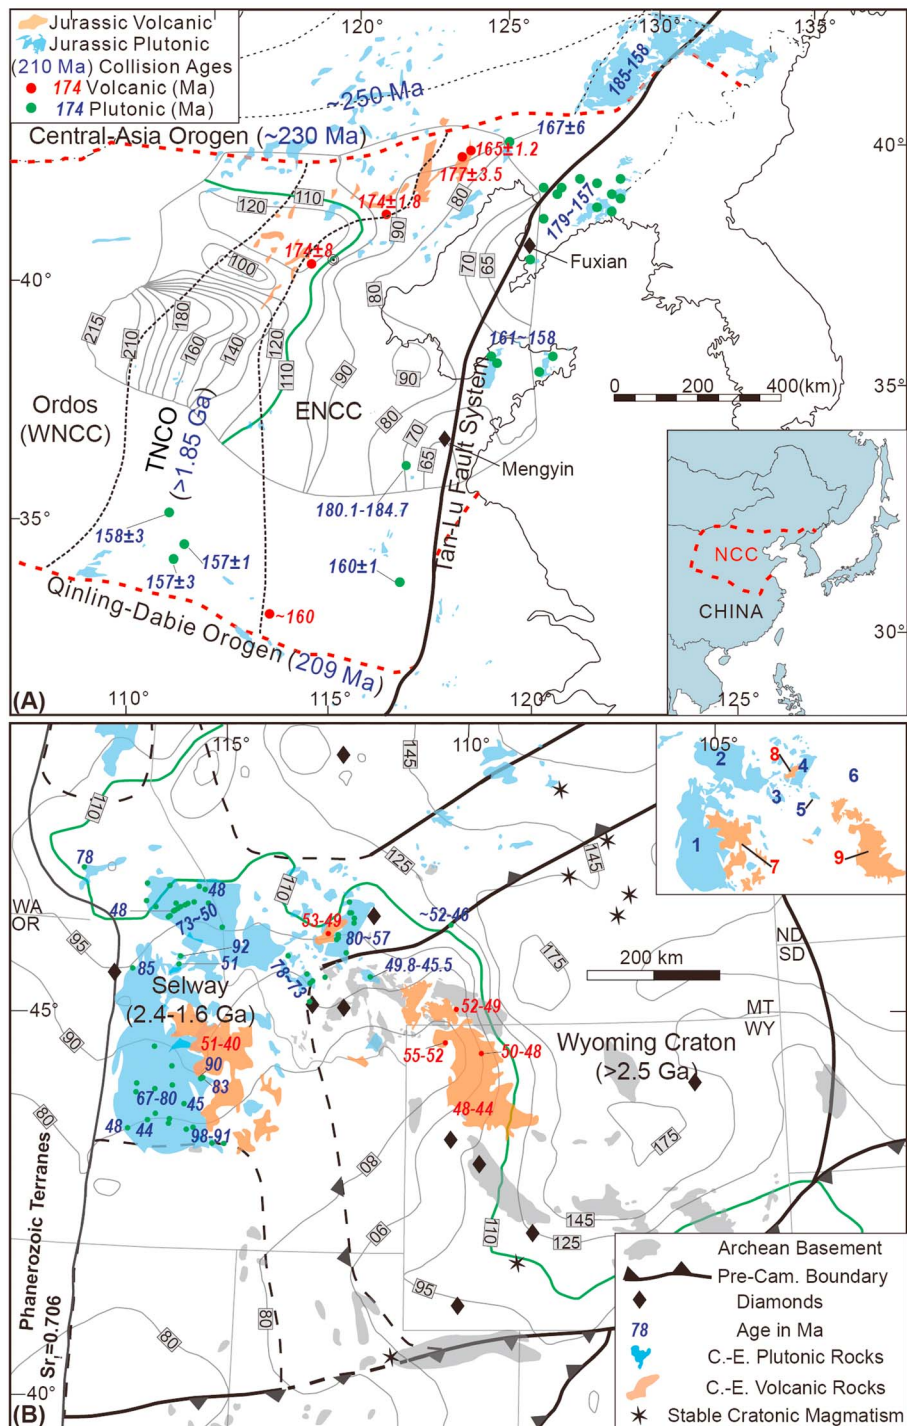 120°
125°
130°
135°
Jurassic Volcanic
Jurassic Plutonic
(210 Ma) Collision Ages
174 Volcanic (Ma)
174 Plutonic (Ma)
185-158
~250 Ma
Central-Asia Orogen (~230 Ma)
167±6
40°
165±1.2
177±3.5
120
110
80
174±1.8
90
179~157
174±8
100
70
65
Fuxian
40°
80
215
210
180
160
140
120
110
90
90
161~158
0 200 400(km)
35°
Ordos
(WNCC)
TNCO
(>1.85 Ga)
ENCC
80
70
65
Tan-Lu Fault System
Mengyin
180.1-184.7
35°
158±3
157±1
157±3
160±1
NCC
CHINA
Qinling-Dabie Orogen (209 Ma)
~160
30°
(A)
110°
115°
120°
125°
115°
110°
105°
145
110
125
145
2
8
4
6
3
5
1
7
9
78
48
48
110
~52-46
WA
OR
73~50
53-49
95
92
51
80~57
78~73
85
49.8-45.5
175
ND
SD
200 km
45°
Selway
(2.4-1.6 Ga)
52-49
MT
WY
90
51-40
55-52
50-48
Wyoming Craton
(>2.5 Ga)
90
83
80
67-80
45
48-44
48
44
98-91
175
80
Phanerozoic Terranes
Srᵢ=0.706
90
110
145
125
95
80
80
40°
(B)
Archean Basement
Pre-Cam. Boundary
Diamonds
78 Age in Ma
C.-E. Plutonic Rocks
C.-E. Volcanic Rocks
Stable Cratonic Magmatism